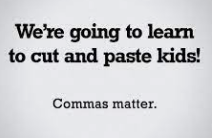 We're going to learn
to cut and paste kids!
Commas matter.